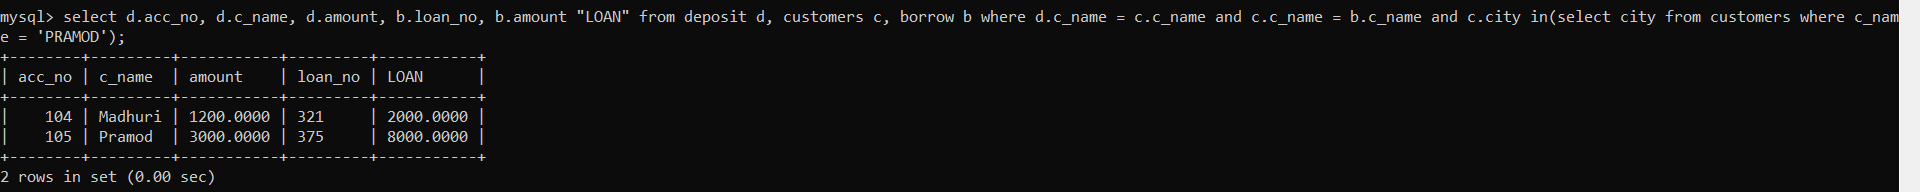 mysql> select d.acc_no, d.c_name, d.amount, b.loan_no, b.amount "LOAN" from deposit d, customers c, borrow b where d.c_name = c.c_name and c.c_name = b.c_name and c.city in(select city from customers where c_nam
e = 'PRAMOD');
+--------+---------+-----------+---------+-----------+
| acc_no | c_name  | amount    | loan_no | LOAN      |
+--------+---------+-----------+---------+-----------+
|    104 | Madhuri | 1200.0000 | 321     | 2000.0000 |
|    105 | Pramod  | 3000.0000 | 375     | 8000.0000 |
+--------+---------+-----------+---------+-----------+
2 rows in set (0.00 sec)